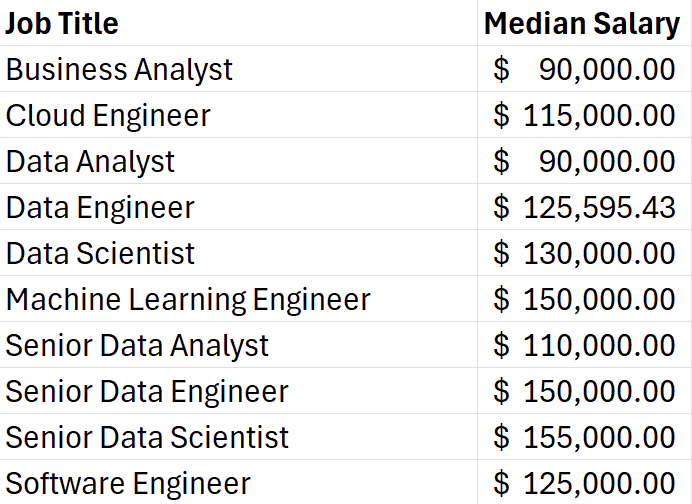 Job Title Median Salary
Business Analyst $ 90,000.00
Cloud Engineer $ 115,000.00
Data Analyst $ 90,000.00
Data Engineer $ 125,595.43
Data Scientist $ 130,000.00
Machine Learning Engineer $ 150,000.00
Senior Data Analyst $ 110,000.00
Senior Data Engineer $ 150,000.00
Senior Data Scientist $ 155,000.00
Software Engineer $ 125,000.00